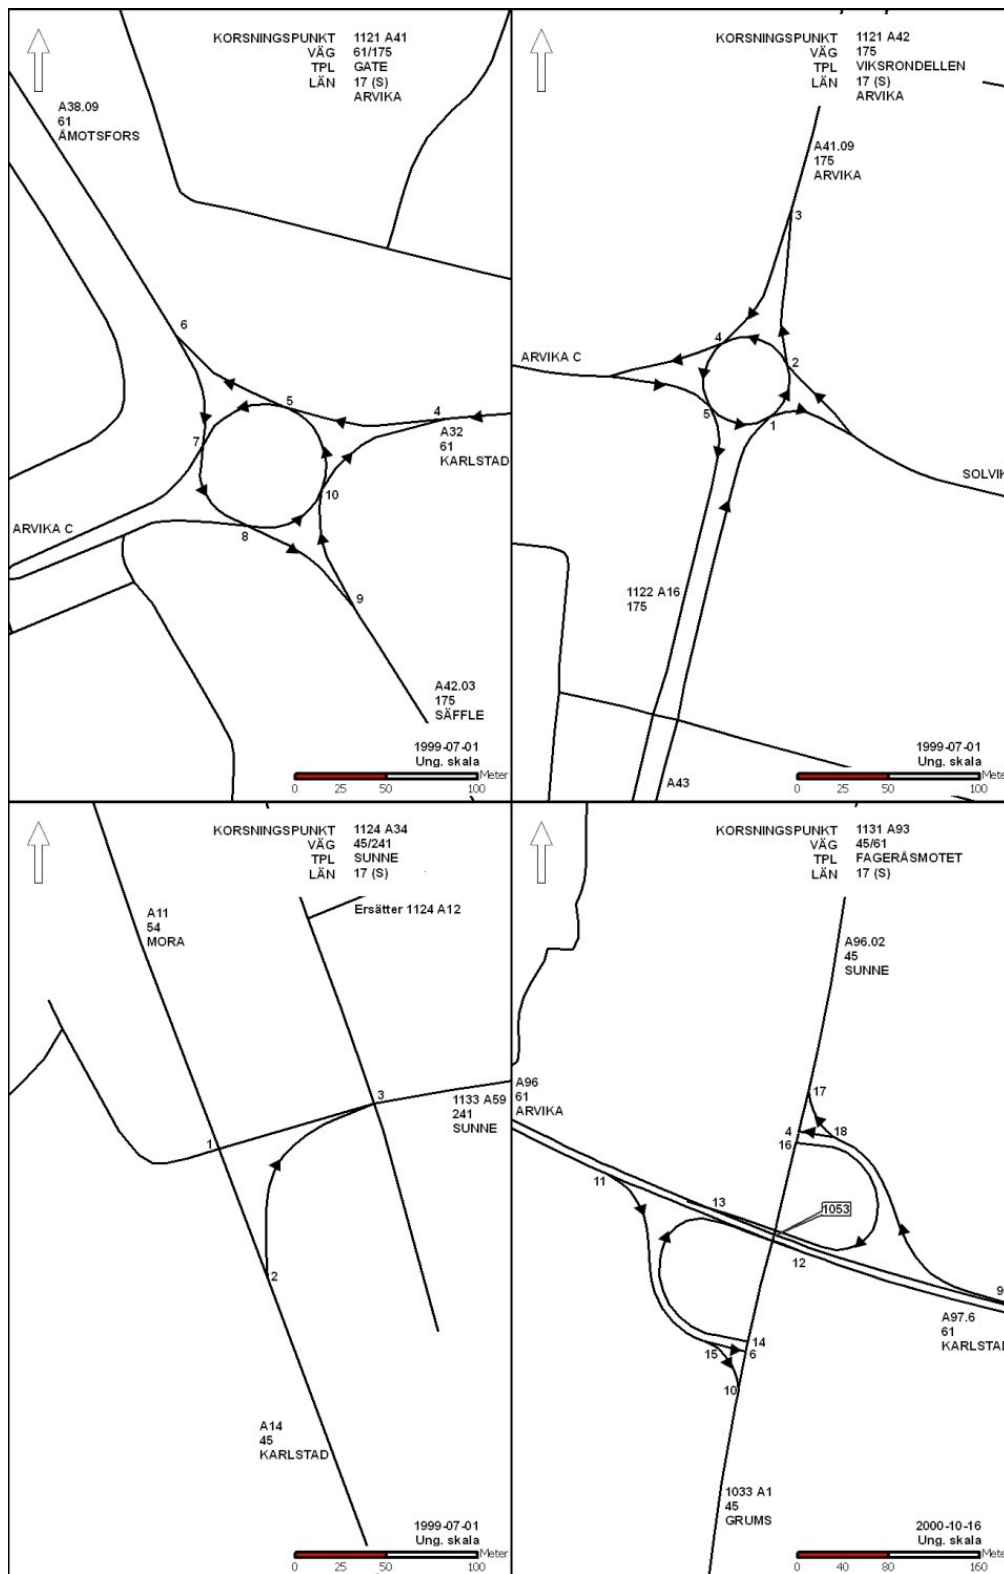 KORSNINGSPUNKT 1121 A41
VÄG 61/175
TPL GATE
LÄN 17 (S)
ARVIKA
A38.09
61
ÅMOTSFORS
6
5
4
A32
61
KARLSTAD
7
10
ARVIKA C
8
9
A42.03
175
SÄFFLE
1999-07-01
Ung. skala
Meter
0 25 50 100
KORSNINGSPUNKT 1121 A42
VÄG 175
TPL VIKSRONDELLEN
LÄN 17 (S)
ARVIKA
A41.09
175
ARVIKA
3
4
ARVIKA C
2
5
1
SOLVIK
1122 A16
175
A43
1999-07-01
Ung. skala
Meter
0 25 50 100
KORSNINGSPUNKT 1124 A34
VÄG 45/241
TPL SUNNE
LÄN 17 (S)
Ersätter 1124 A12
A11
54
MORA
3
1133 A59
241
SUNNE
1
2
A14
45
KARLSTAD
1999-07-01
Ung. skala
Meter
0 25 50 100
KORSNINGSPUNKT 1131 A93
VÄG 45/61
TPL FAGERÅSMOTET
LÄN 17 (S)
A96.02
45
SUNNE
A96
61
ARVIKA
17
4
18
16
11
13
1053
12
9
A97.6
61
KARLSTAD
14
15
6
10
1033 A1
45
GRUMS
2000-10-16
Ung. skala
Meter
0 40 80 160